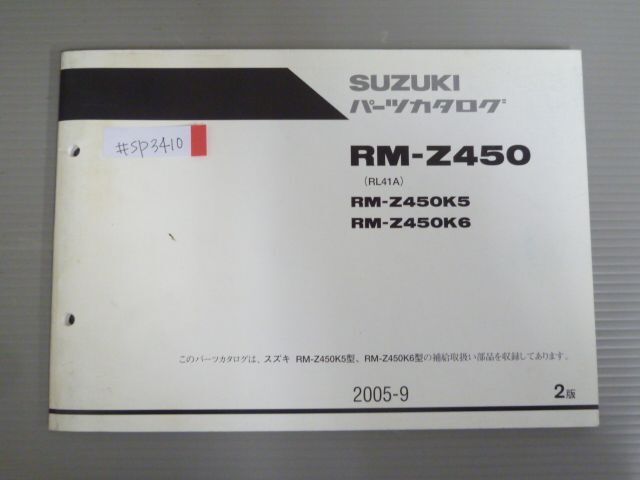 SUZUKI
パーツカタログ
#SP3410
RM-Z450
(RL41A)
RM-Z450K5
RM-Z450K6
このパーツカタログは、スズキ RM-Z450K5型、RM-Z450K6型の補給取扱い部品を収録してあります。
2005-9
2版